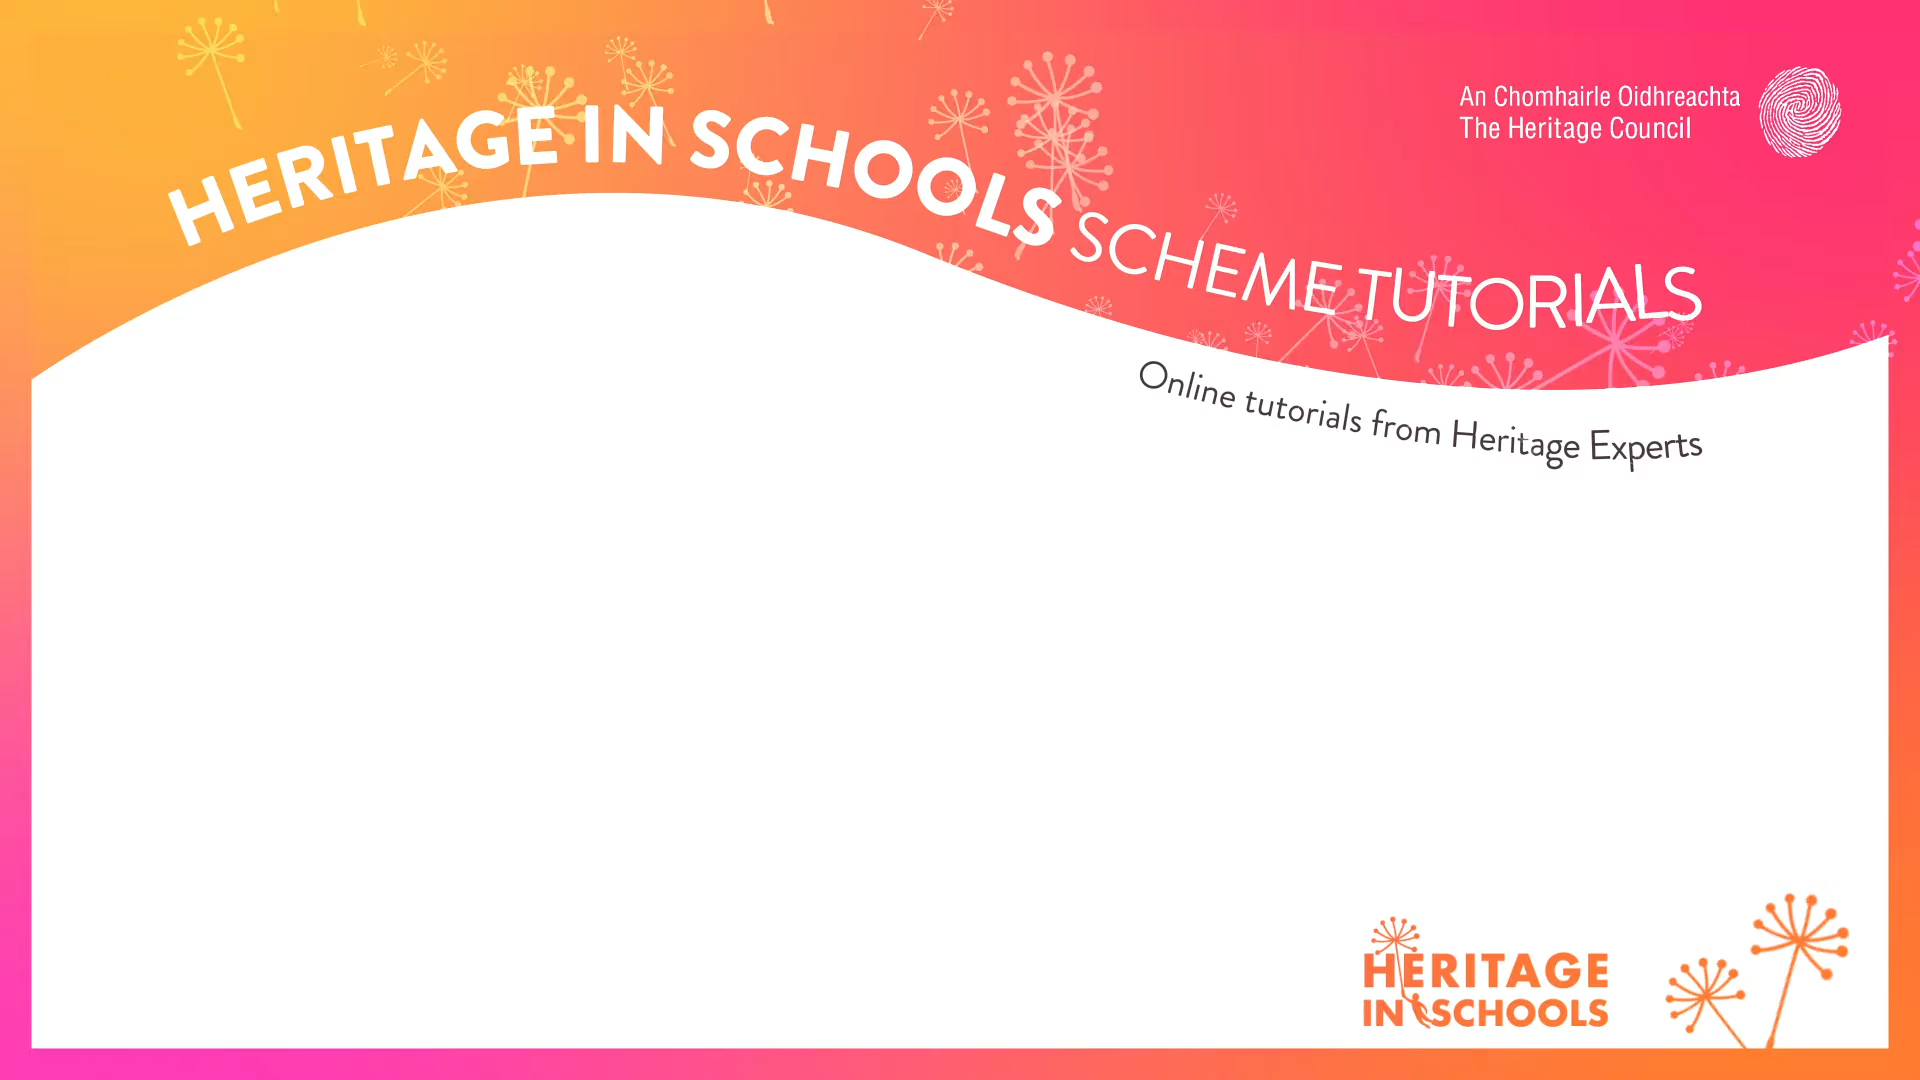 An Chomhairle Oidhreachta
The Heritage Council
HERITAGE IN SCHOOLS SCHEME TUTORIALS
Online tutorials from Heritage Experts
HERITAGE
IN SCHOOLS